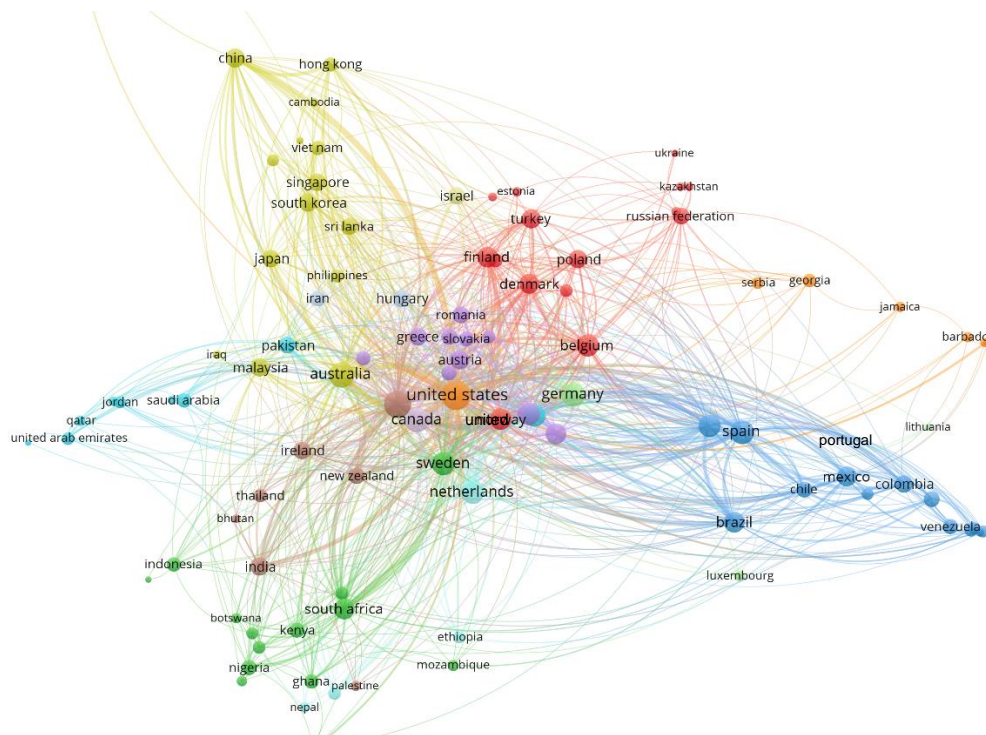 china
hong kong
cambodia
viet nam
ukraine
singapore
kazakhstan
estonia
israel
south korea
russian federation
turkey
sri lanka
japan
finland
poland
philippines
denmark
serbia
georgia
iran
hungary
jamaica
romania
greece
slovakia
barbado
pakistan
belgium
iraq
austria
malaysia
australia
united states
germany
jordan
saudi arabia
qatar
canada
united
norway
lithuania
united arab emirates
spain
portugal
ireland
sweden
new zealand
mexico
netherlands
chile
colombia
thailand
bhutan
brazil
venezuela
indonesia
india
luxembourg
south africa
botswana
kenya
ethiopia
nigeria
mozambique
ghana
palestine
nepal